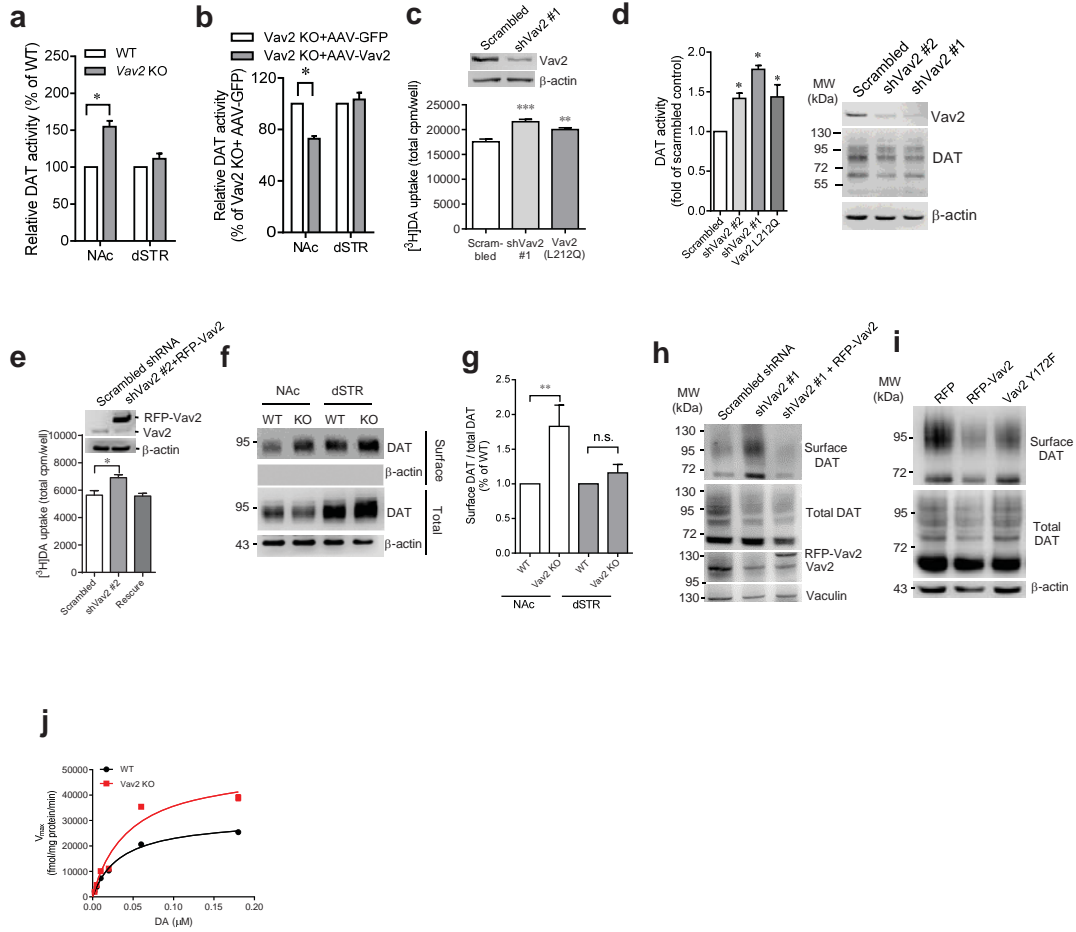 a
WT
Vav2 KO
Relative DAT activity (% of WT)
250
200
150
100
50
0
*
NAc
dSTR
b
Vav2 KO+AAV-GFP
Vav2 KO+AAV-Vav2
Relative DAT activity
(% of Vav2 KO+ AAV-GFP)
120
80
40
0
*
NAc
dSTR
c
Scrambled
shVav2 #1
Vav2
β-actin
[³H]DA uptake (total cpm/well)
25000
20000
15000
10000
5000
0
***
**
Scram-
bled
shVav2
#1
Vav2
(L212Q)
d
DAT activity
(fold of scarmbled control)
2.0
1.5
1.0
0.5
0.0
*
*
*
Scrambled
shVav2 #2
shVav2 #1
Vav2 L212Q
Scrambled
shVav2 #2
shVav2 #1
MW
(kDa)
Vav2
130
95
72
55
DAT
β-actin
e
Scrambled shRNA
shVav2 #2+RFP-Vav2
RFP-Vav2
Vav2
β-actin
[³H]DA uptake (total cpm/well)
10000
8000
6000
4000
2000
0
*
Scrambled
shVav2 #2
Rescure
f
NAc
dSTR
WT
KO
WT
KO
95
DAT
β-actin
Surface
95
DAT
43
β-actin
Total
g
Surface DAT / total DAT
(% of WT)
2.5
2.0
1.5
1.0
0.5
0.0
**
n.s.
WT
Vav2 KO
WT
Vav2 KO
NAc
dSTR
h
Scrambled shRNA
shVav2 #1
shVav2 #1 + RFP-Vav2
MW
(kDa)
130
95
72
Surface
DAT
130
95
72
Total DAT
130
95
RFP-Vav2
Vav2
130
Vaculin
i
RFP
RFP-Vav2
Vav2 Y172F
MW
(kDa)
95
72
Surface
DAT
95
72
Total
DAT
43
β-actin
j
WT
Vav2 KO
Vmax
(fmol/mg protein/min)
50000
40000
30000
20000
10000
0
0.00
0.05
0.10
0.15
0.20
DA (μM)